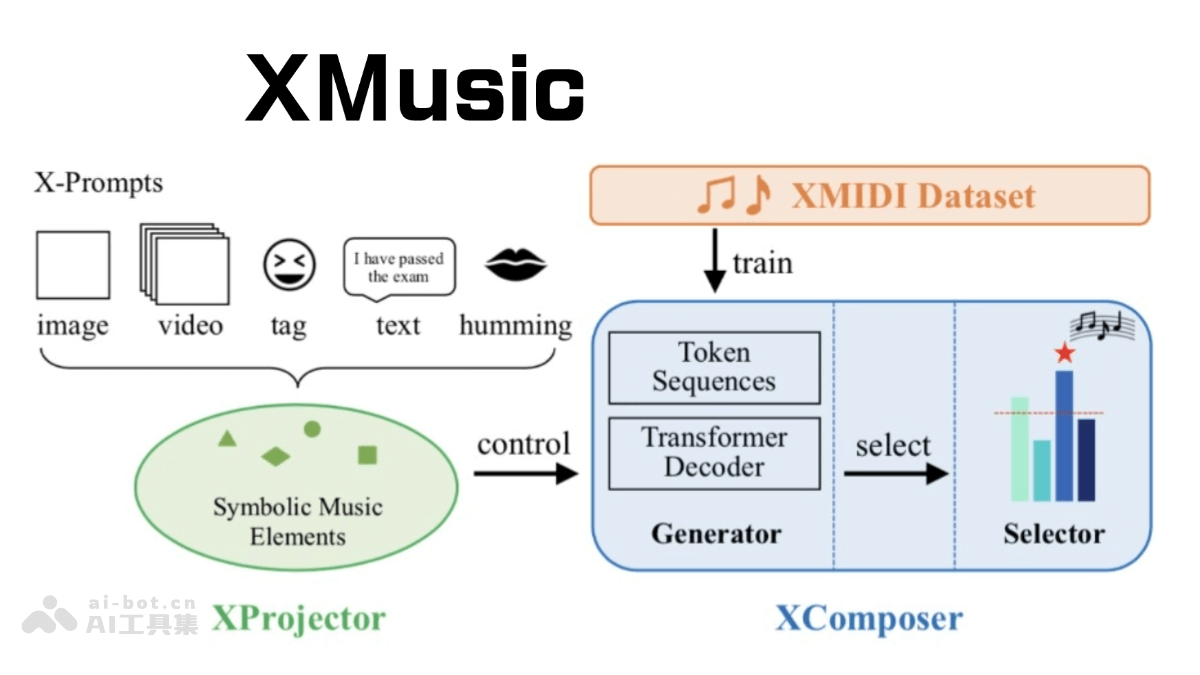 XMusic
X-Prompts
image
video
tag
I have passed
the exam
text
humming
Symbolic Music
Elements
XProjector
control
XMIDI Dataset
train
Token
Sequences
Transformer
Decoder
Generator
select
Selector
XComposer
ai-bot.cn
AI工具集